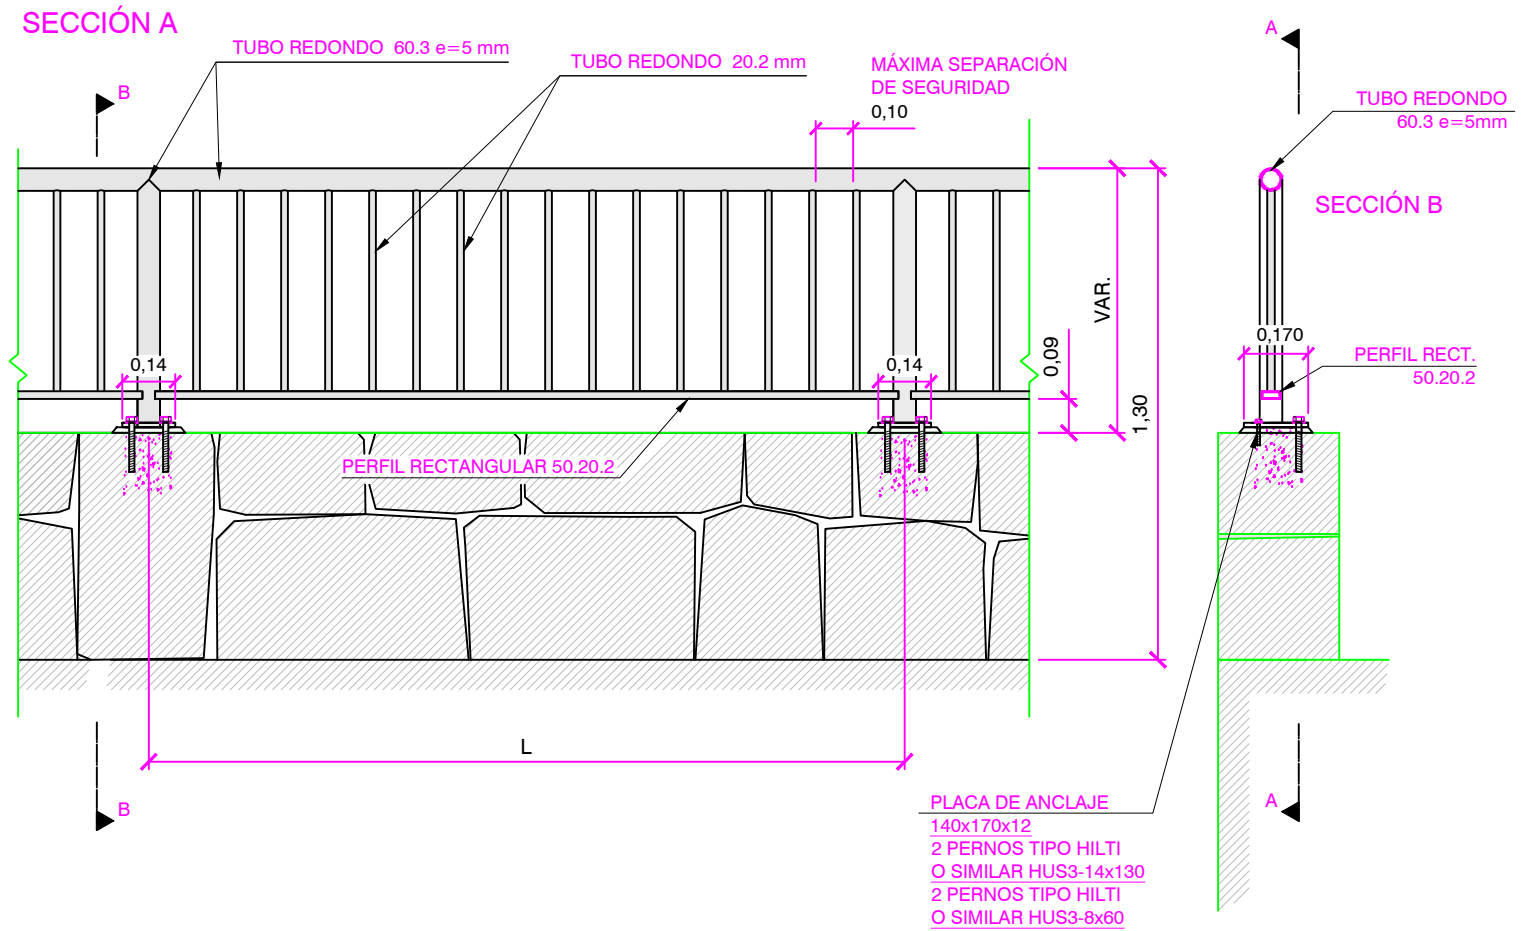 SECCIÓN A
TUBO REDONDO 60.3 e=5 mm
TUBO REDONDO 20.2 mm
MÁXIMA SEPARACIÓN
DE SEGURIDAD
0,10
A
TUBO REDONDO
60.3 e=5mm
B
SECCIÓN B
VAR.
0,14
0,14
0,09
1,30
0,170
PERFIL RECT.
50.20.2
PERFIL RECTANGULAR 50.20.2
L
B
A
PLACA DE ANCLAJE
140x170x12
2 PERNOS TIPO HILTI
O SIMILAR HUS3-14x130
2 PERNOS TIPO HILTI
O SIMILAR HUS3-8x60